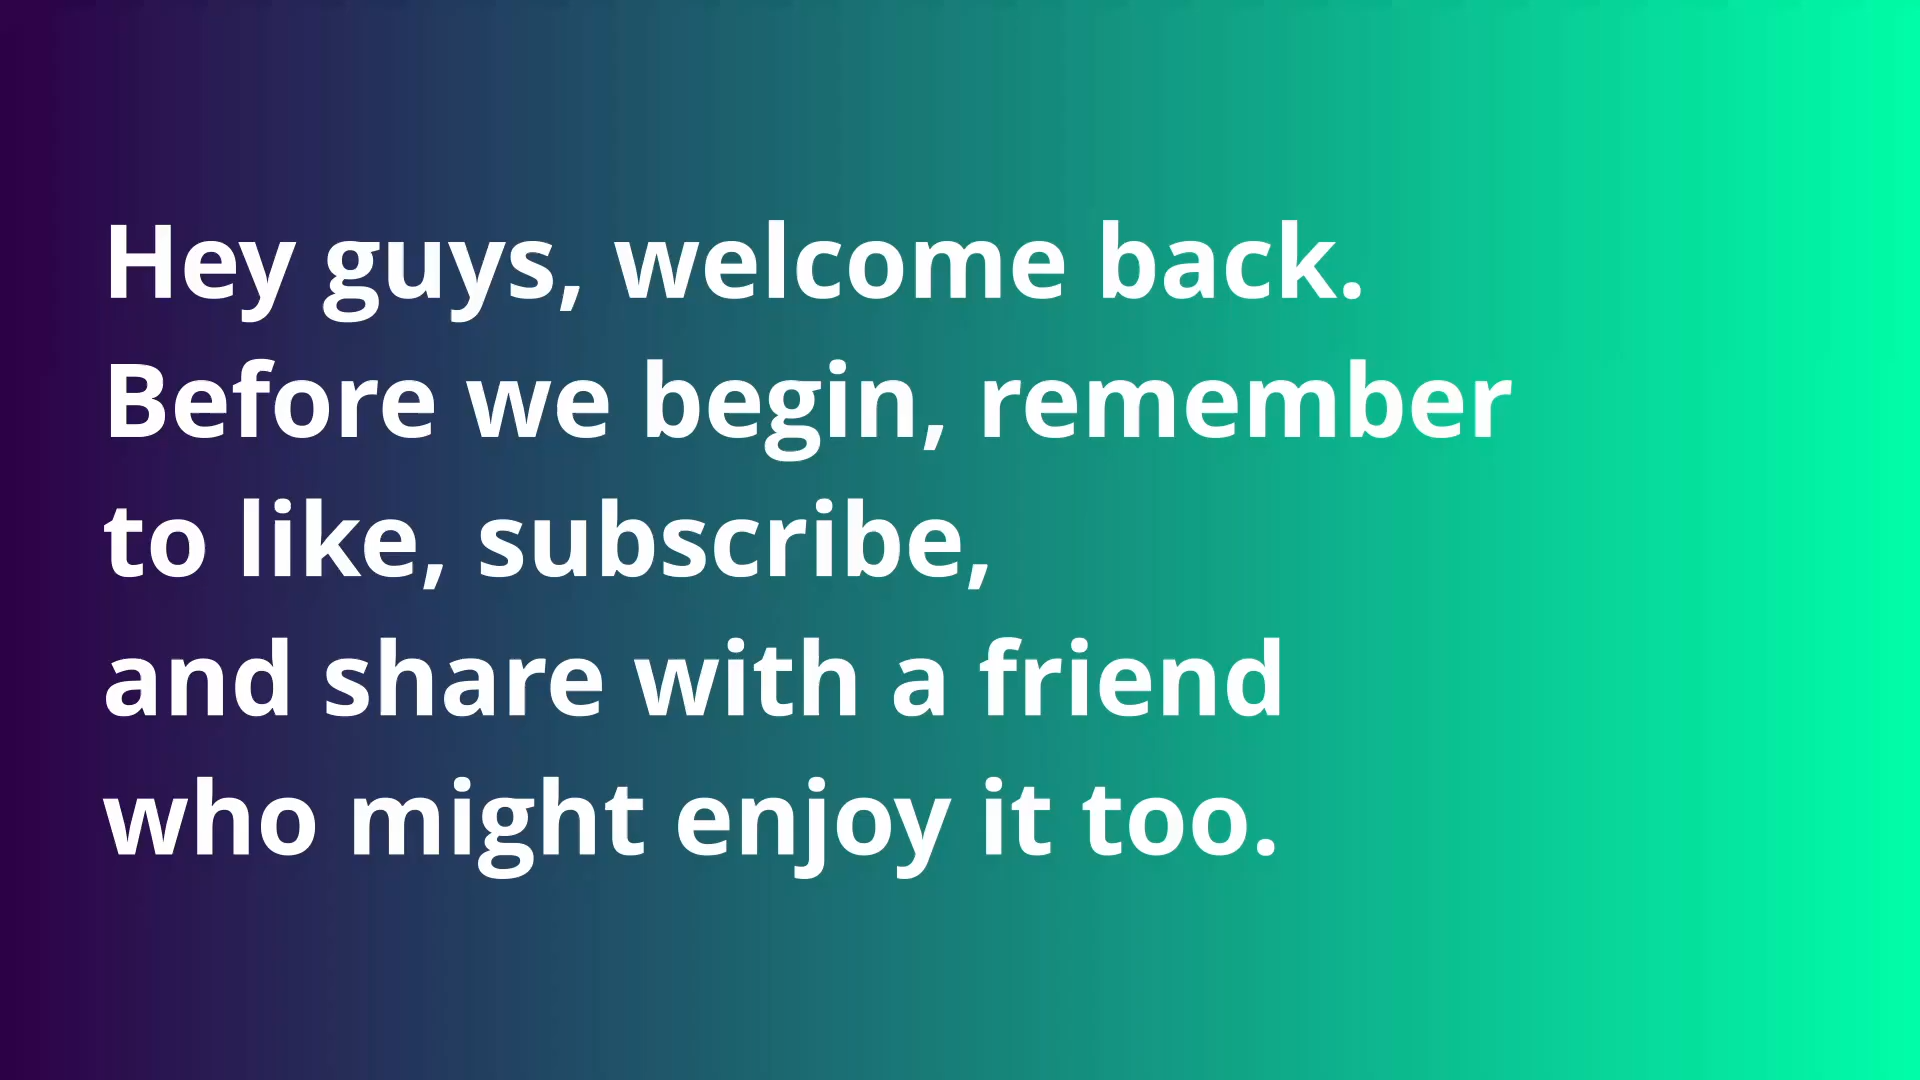 Hey guys, welcome back.
Before we begin, remember
to like, subscribe,
and share with a friend
who might enjoy it too.